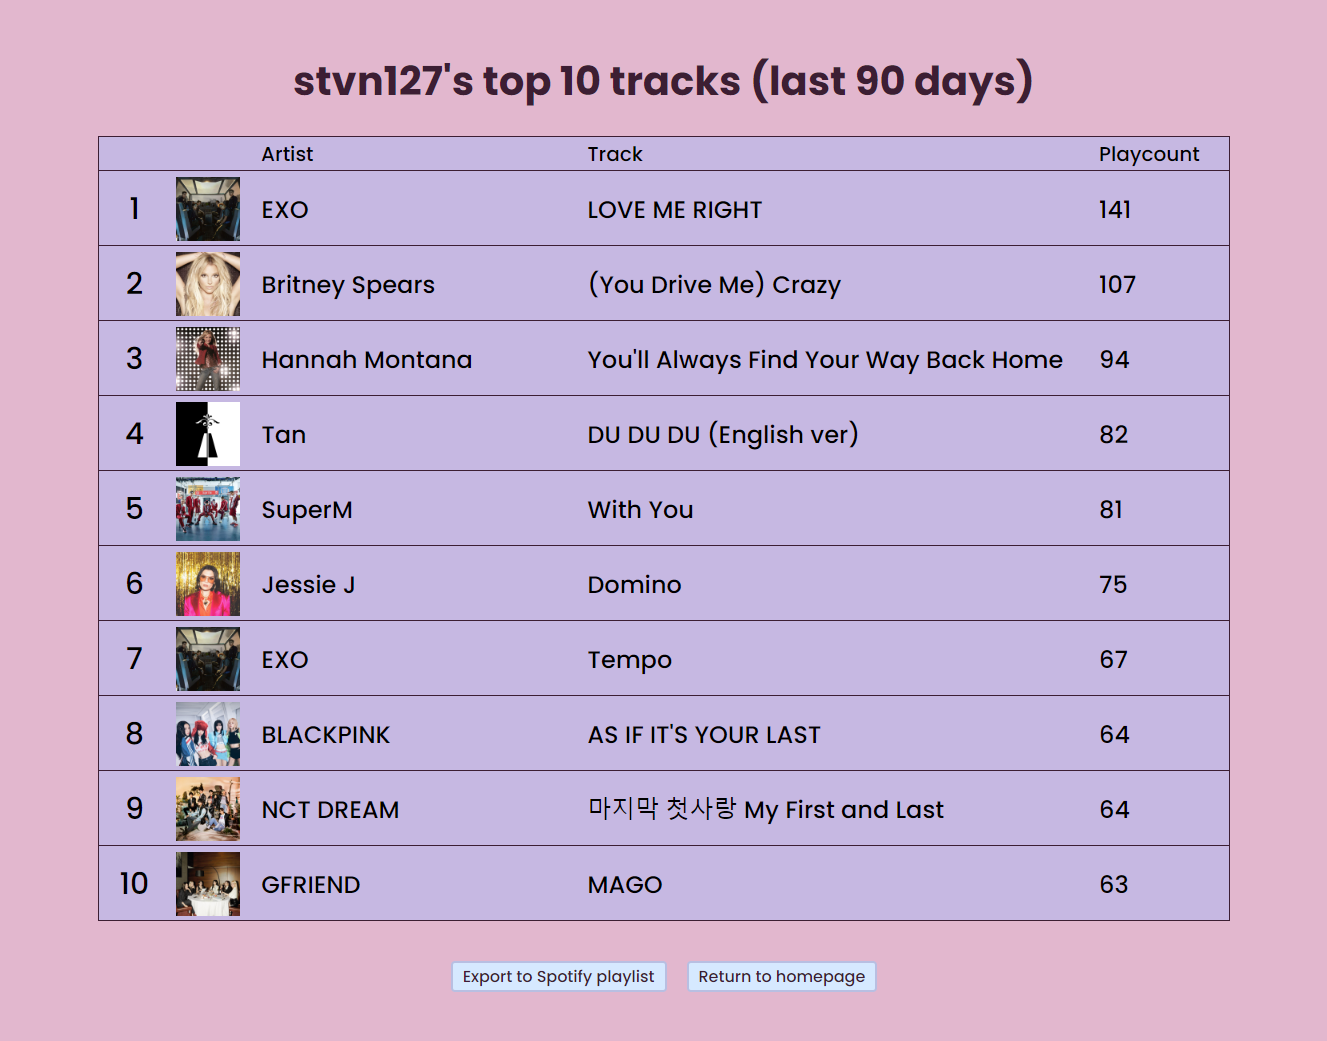 stvn127's top 10 tracks (last 90 days)
Artist Track Playcount
1 EXO LOVE ME RIGHT 141
2 Britney Spears (You Drive Me) Crazy 107
3 Hannah Montana You'll Always Find Your Way Back Home 94
4 Tan DU DU DU (English ver) 82
5 SuperM With You 81
6 Jessie J Domino 75
7 EXO Tempo 67
8 BLACKPINK AS IF IT'S YOUR LAST 64
9 NCT DREAM 마지막 첫사랑 My First and Last 64
10 GFRIEND MAGO 63
Export to Spotify playlist Return to homepage